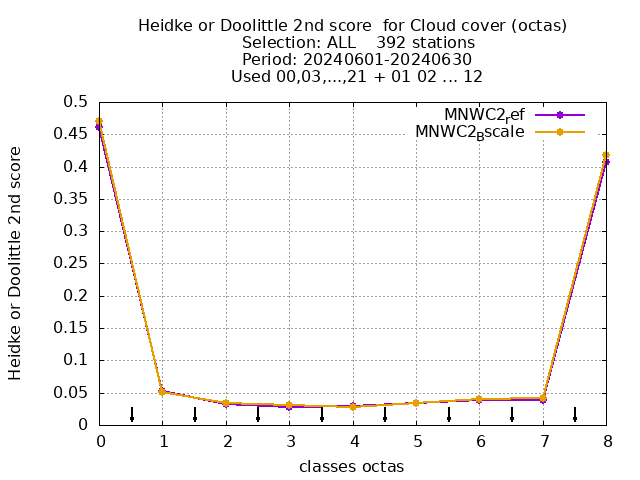 Heidke or Doolittle 2nd score  for Cloud cover (octas)
Selection: ALL    392 stations
Period: 20240601-20240630
Used 00,03,...,21 + 01 02 ... 12
MNWC2ref
MNWC2Bscale
Heidke or Doolittle 2nd score
0.5
0.45
0.4
0.35
0.3
0.25
0.2
0.15
0.1
0.05
0
0 1 2 3 4 5 6 7 8
classes octas